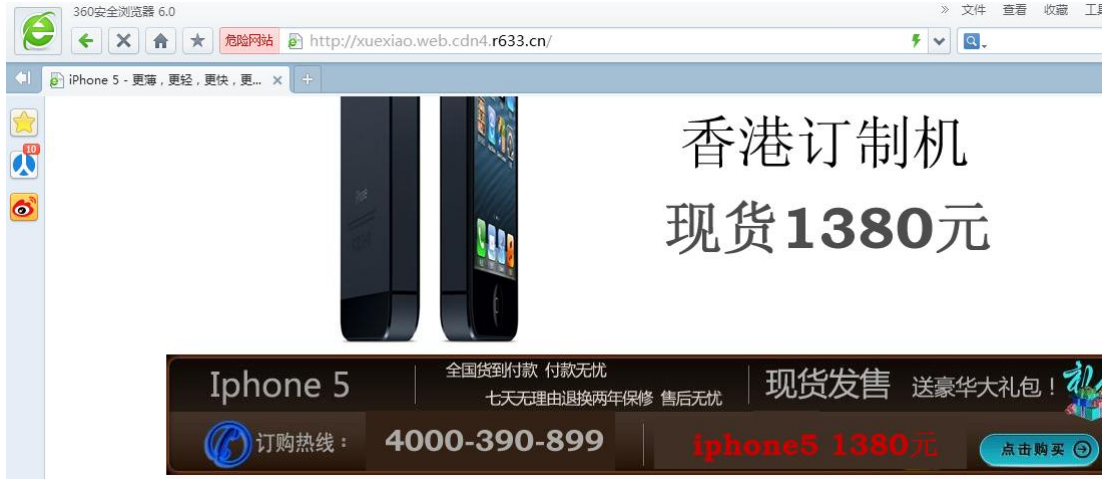 360安全浏览器 6.0
» 文件 查看 收藏
危险网站 http://xuexiao.web.cdn4.r633.cn/
iPhone 5 - 更薄，更轻，更快，更... ×
10
香港订制机
现货1380元
Iphone 5
全国货到付款 付款无忧
七天无理由退换两年保修 售后无忧
现货发售 送豪华大礼包！
订购热线： 4000-390-899
iphone5 1380元
点击购买